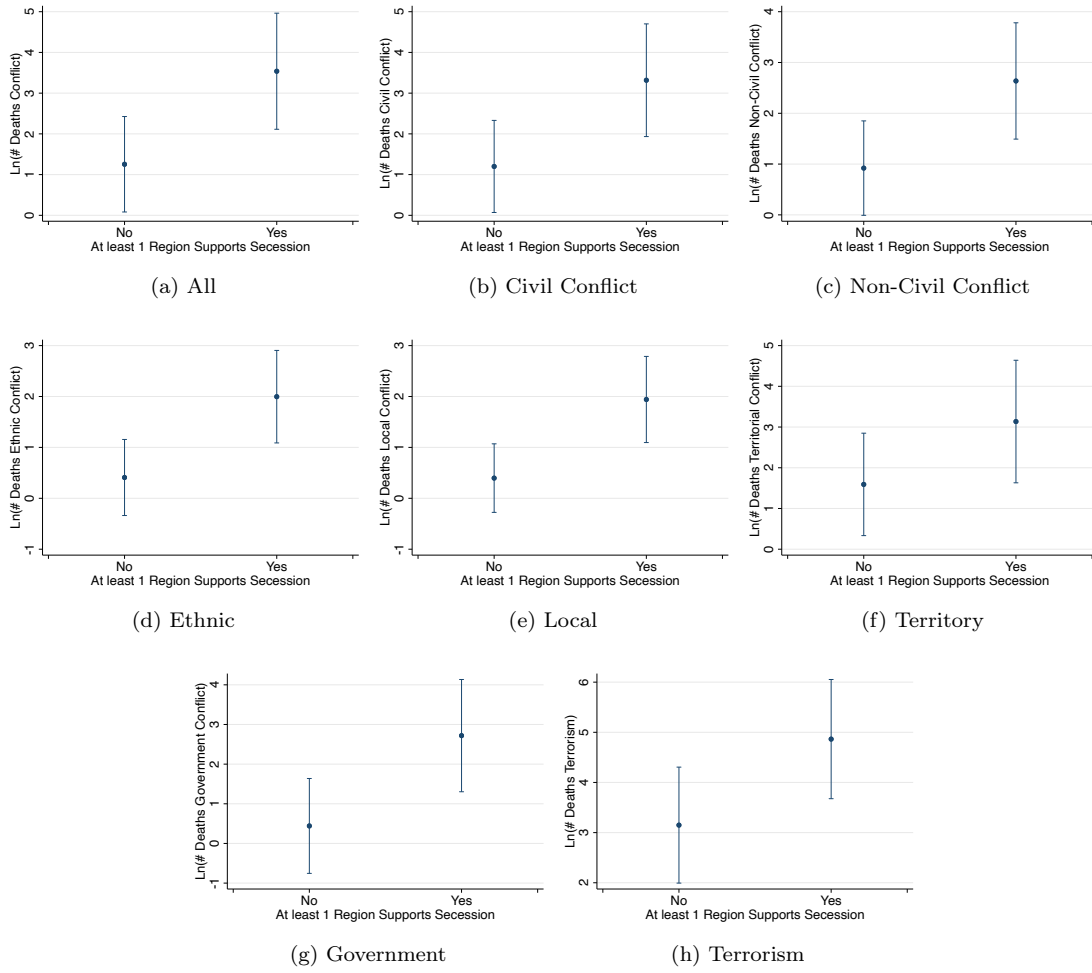 Ln(# Deaths Conflict)
5
4
3
2
1
0
No
Yes
At least 1 Region Supports Secession
(a) All
Ln(# Deaths Civil Conflict)
5
4
3
2
1
0
No
Yes
At least 1 Region Supports Secession
(b) Civil Conflict
Ln(# Deaths Non-Civil Conflict)
4
3
2
1
0
No
Yes
At least 1 Region Supports Secession
(c) Non-Civil Conflict
Ln(# Deaths Ethnic Conflict)
3
2
1
0
-1
No
Yes
At least 1 Region Supports Secession
(d) Ethnic
Ln(# Deaths Local Conflict)
3
2
1
0
-1
No
Yes
At least 1 Region Supports Secession
(e) Local
Ln(# Deaths Territorial Conflict)
5
4
3
2
1
0
No
Yes
At least 1 Region Supports Secession
(f) Territory
Ln(# Deaths Government Conflict)
4
3
2
1
0
-1
No
Yes
At least 1 Region Supports Secession
(g) Government
Ln(# Deaths Terrorism)
6
5
4
3
2
No
Yes
At least 1 Region Supports Secession
(h) Terrorism